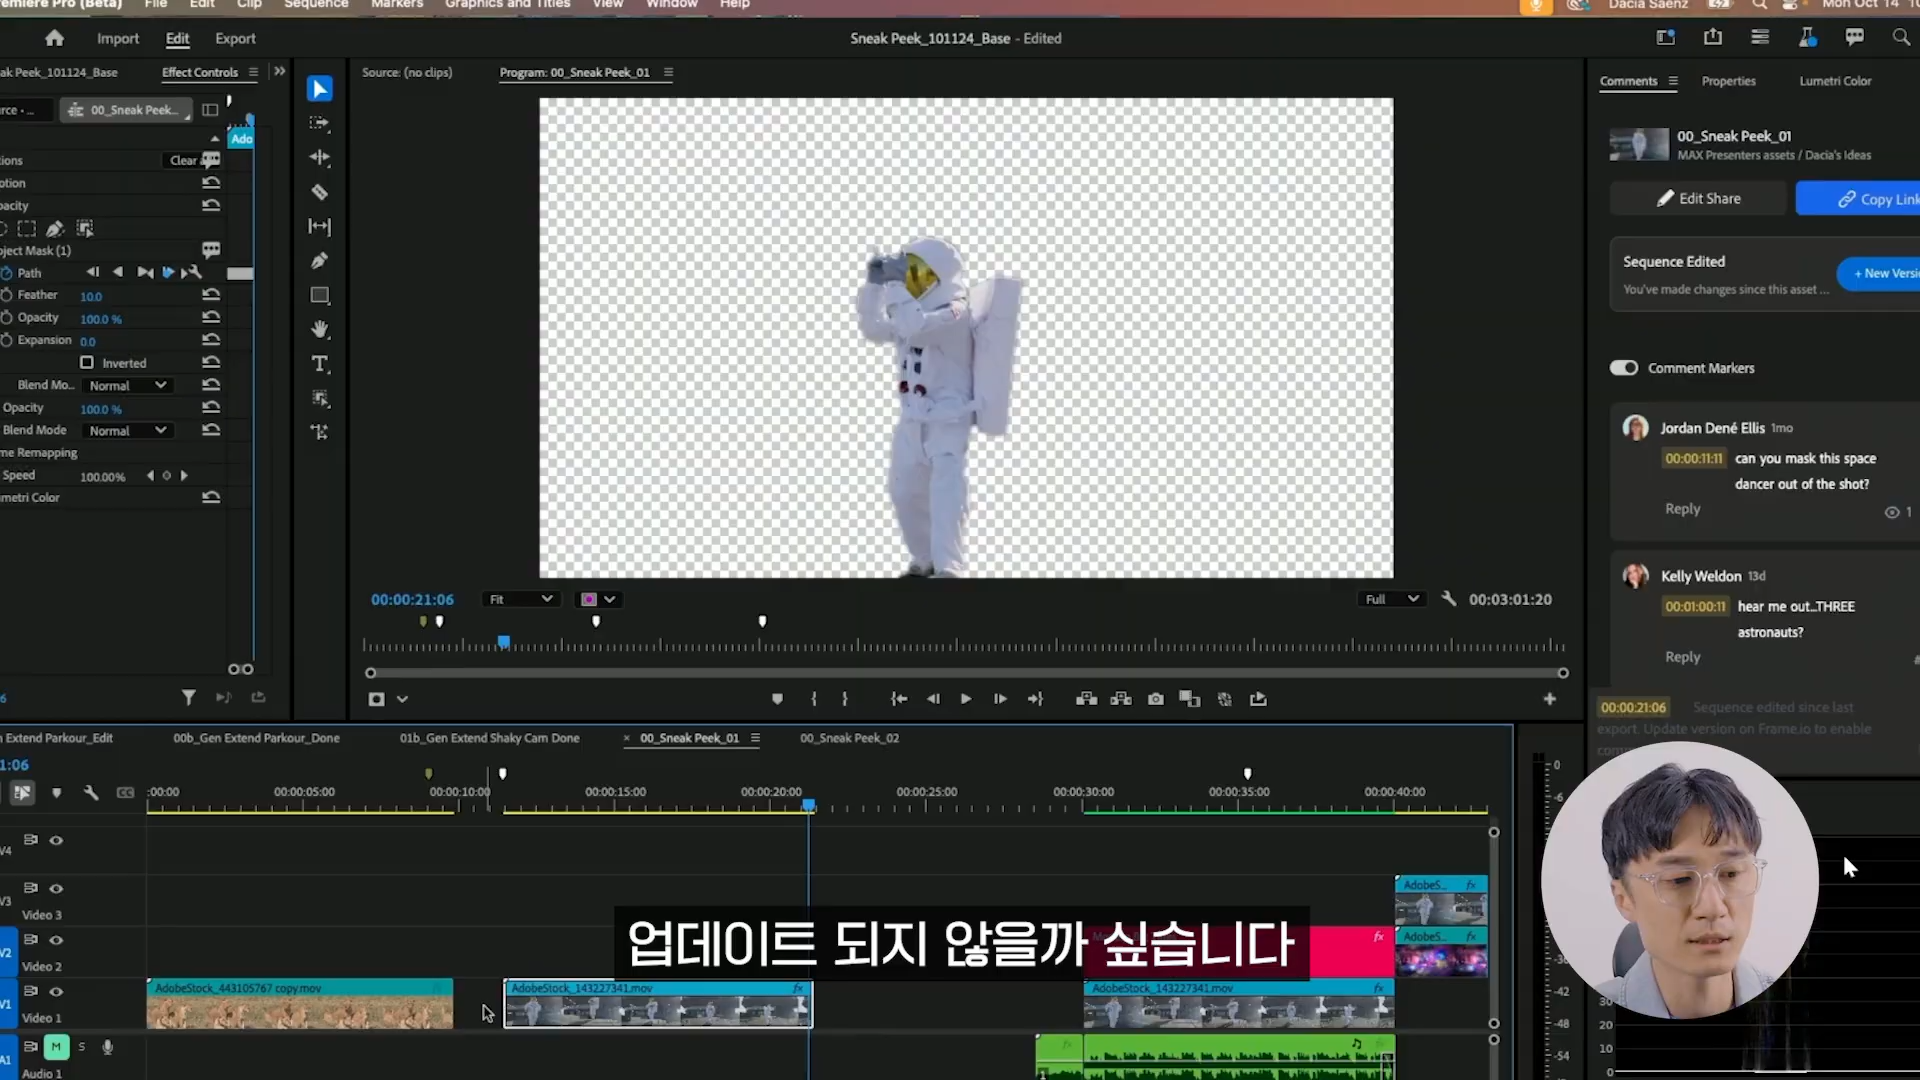 Premiere Pro (Beta) File Edit Clip Sequence Markers Graphics and Titles View Window Help Dacia Saenz Mon Oct 14
Import Edit Export
Sneak Peek_101124_Base - Edited
ak Peek_101124_Base Effect Controls
Source: (no clips) Program: 00_Sneak Peek_01
Comments Properties Lumetri Color
00_Sneak Peek...
Ado
Clear
Object Mask (1)
Path
Feather 10.0
Opacity 100.0 %
Expansion 0.0
Inverted
Blend Mo... Normal
Opacity 100.0 %
Blend Mode Normal
me Remapping
Speed 100.00%
metri Color
00_Sneak Peek_01
MAX Presenters assets / Dacia's Ideas
Edit Share Copy Link
Sequence Edited
+ New Versi
You've made changes since this asset ...
Comment Markers
Jordan Dené Ellis 1mo
00:00:11:11 can you mask this space
dancer out of the shot?
Reply 1
Kelly Weldon 13d
00:01:00:11 hear me out...THREE
astronauts?
Reply
00:00:21:06 Sequence edited since last
export. Update version on Frame.io to enable
00:00:21:06 Fit Full 00:03:01:20
n Extend Parkour_Edit 00b_Gen Extend Parkour_Done 01b_Gen Extend Shaky Cam Done × 00_Sneak Peek_01 00_Sneak Peek_02
1:06
:00:00 00:00:05:00 00:00:10:00 00:00:15:00 00:00:20:00 00:00:25:00 00:00:30:00 00:00:35:00 00:00:40:00
V4
V3
Video 3
AdobeS... fx
V2
Video 2
fx AdobeS... fx
업데이트 되지 않을까 싶습니다
V1
Video 1
AdobeStock_443105767 copy.mov
AdobeStock_143227341.mov fx
AdobeStock_143227341.mov fx
A1 M S
Audio 1
0
-6
-42
-48
-54
30
20
10
0